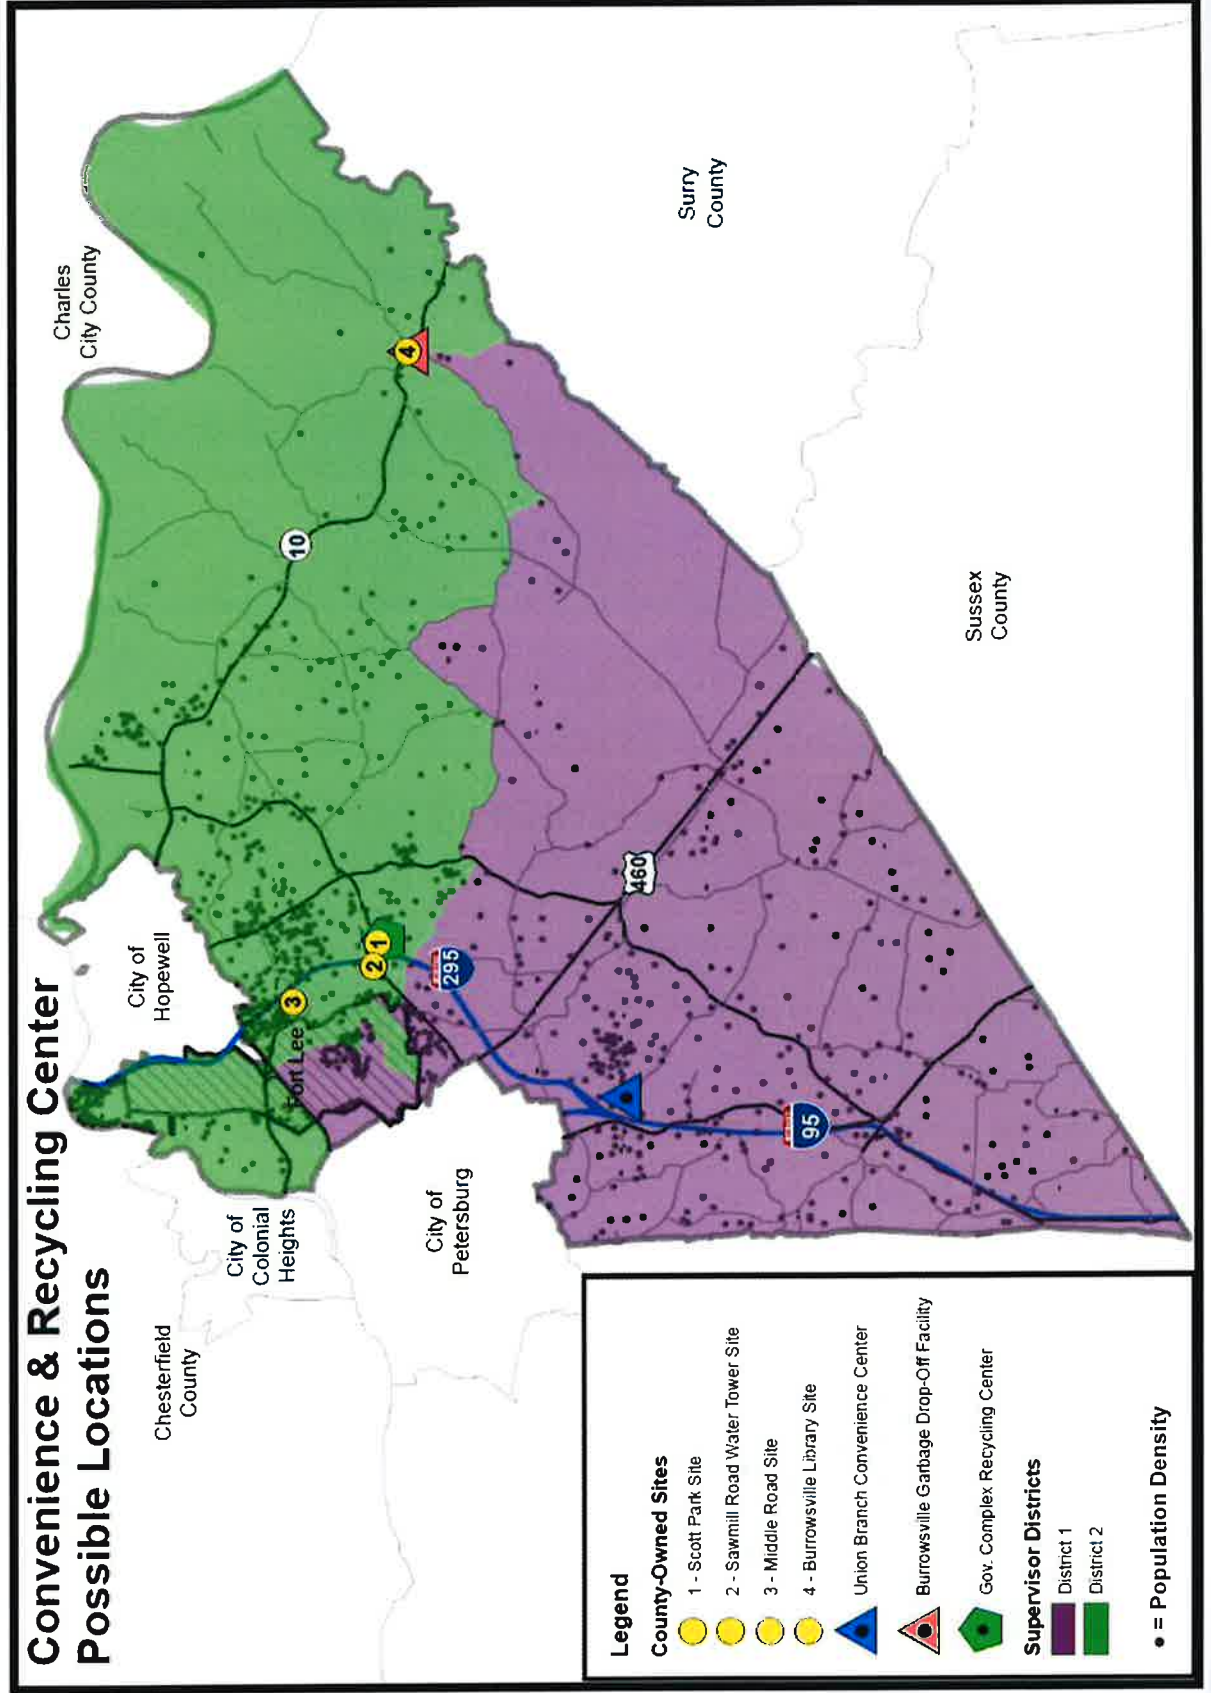 Convenience & Recycling Center
Possible Locations
Charles
City County
Surry
County
Sussex
County
City of
Hopewell
City of
Colonial
Heights
City of
Petersburg
Chesterfield
County
Fort Lee
10
460
295
95
1
2
3
4
Legend
County-Owned Sites
1 - Scott Park Site
2 - Sawmill Road Water Tower Site
3 - Middle Road Site
4 - Burrowsville Library Site
Union Branch Convenience Center
Burrowsville Garbage Drop-Off Facility
Gov. Complex Recycling Center
Supervisor Districts
District 1
District 2
• = Population Density